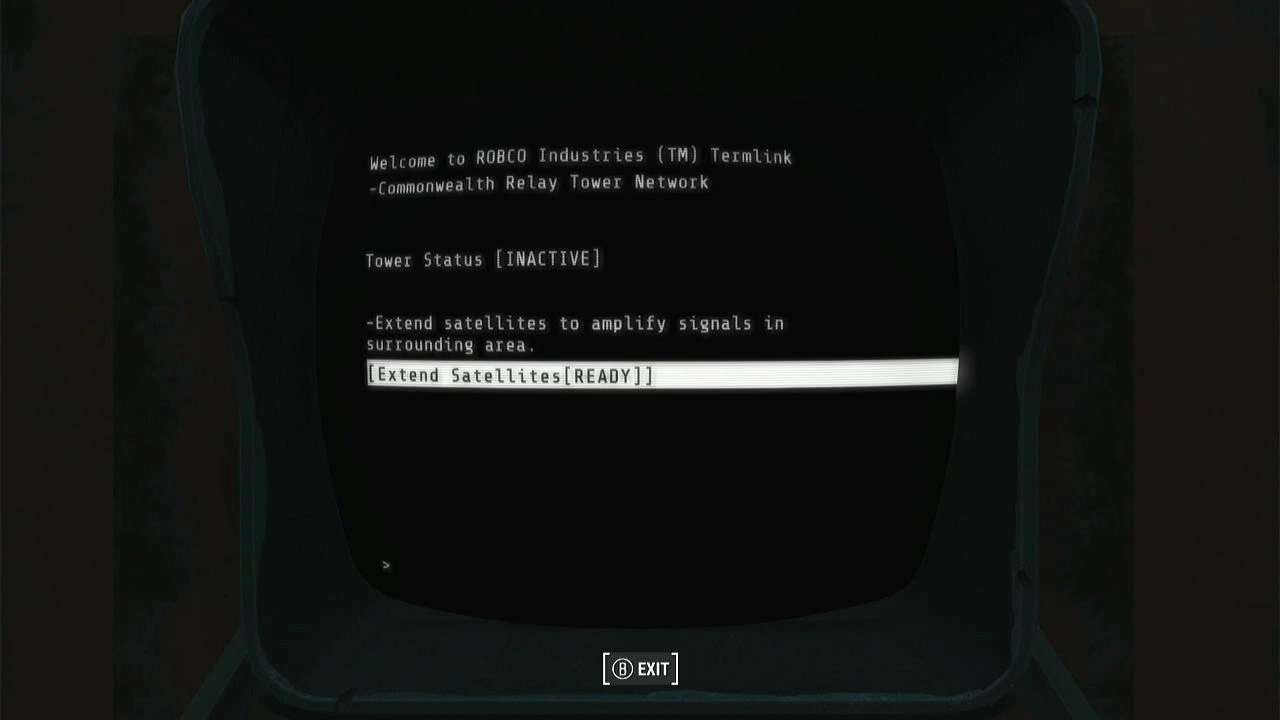 Welcome to ROBCO Industries (TM) Termlink
-Commonwealth Relay Tower Network
Tower Status [INACTIVE]
-Extend satellites to amplify signals in
surrounding area.
[Extend Satellites[READY]]
>
[Ⓑ EXIT]